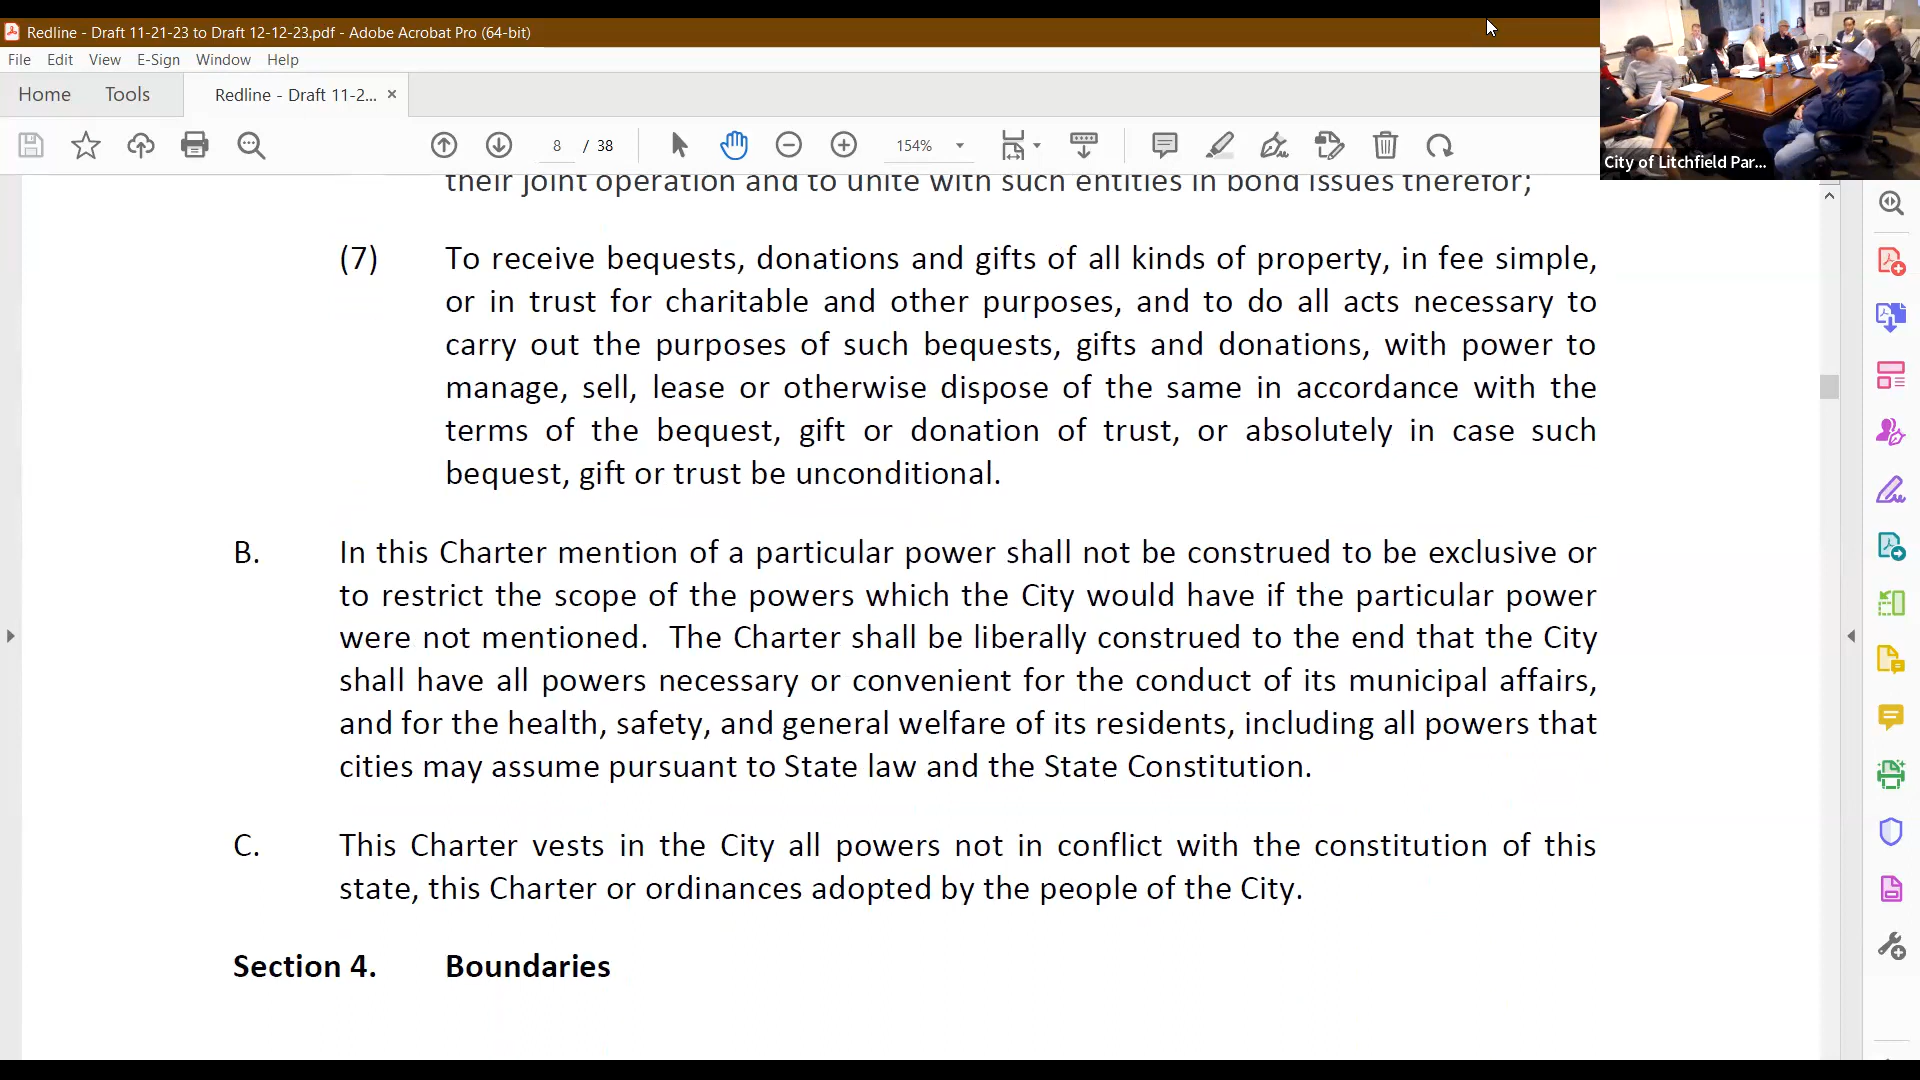 Redline - Draft 11-21-23 to Draft 12-12-23.pdf - Adobe Acrobat Pro (64-bit)
File Edit View E-Sign Window Help
Home Tools Redline - Draft 11-2... ×
8 / 38 154%
City of Litchfield Par...
their joint operation and to unite with such entities in bond issues therefor;
(7) To receive bequests, donations and gifts of all kinds of property, in fee simple,
or in trust for charitable and other purposes, and to do all acts necessary to
carry out the purposes of such bequests, gifts and donations, with power to
manage, sell, lease or otherwise dispose of the same in accordance with the
terms of the bequest, gift or donation of trust, or absolutely in case such
bequest, gift or trust be unconditional.
B. In this Charter mention of a particular power shall not be construed to be exclusive or
to restrict the scope of the powers which the City would have if the particular power
were not mentioned. The Charter shall be liberally construed to the end that the City
shall have all powers necessary or convenient for the conduct of its municipal affairs,
and for the health, safety, and general welfare of its residents, including all powers that
cities may assume pursuant to State law and the State Constitution.
C. This Charter vests in the City all powers not in conflict with the constitution of this
state, this Charter or ordinances adopted by the people of the City.
Section 4. Boundaries